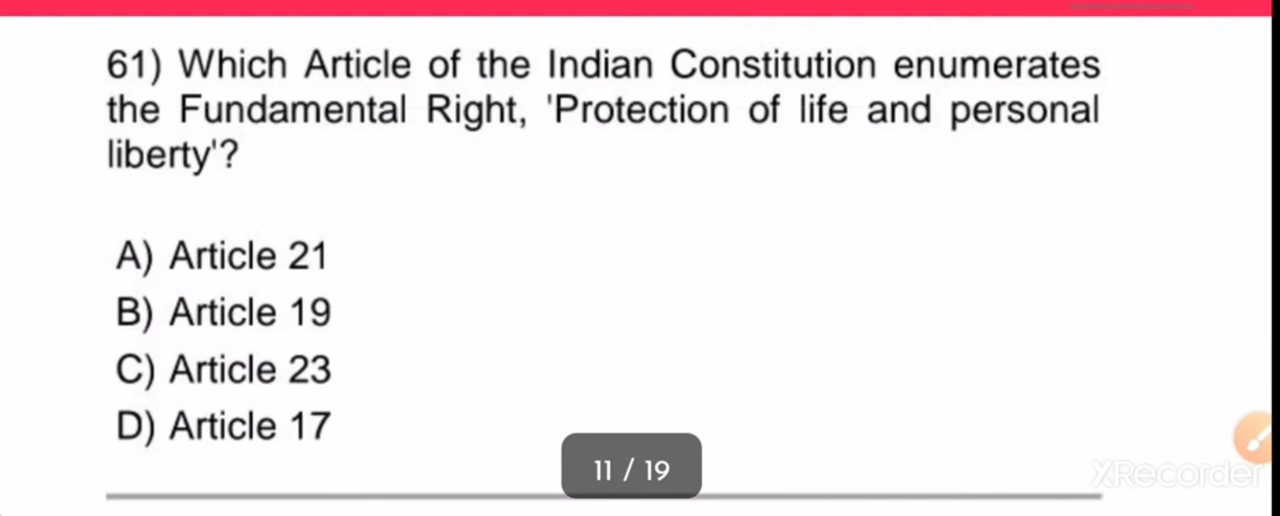 61) Which Article of the Indian Constitution enumerates
the Fundamental Right, 'Protection of life and personal
liberty'?
A) Article 21
B) Article 19
C) Article 23
D) Article 17
11 / 19
XRecorder